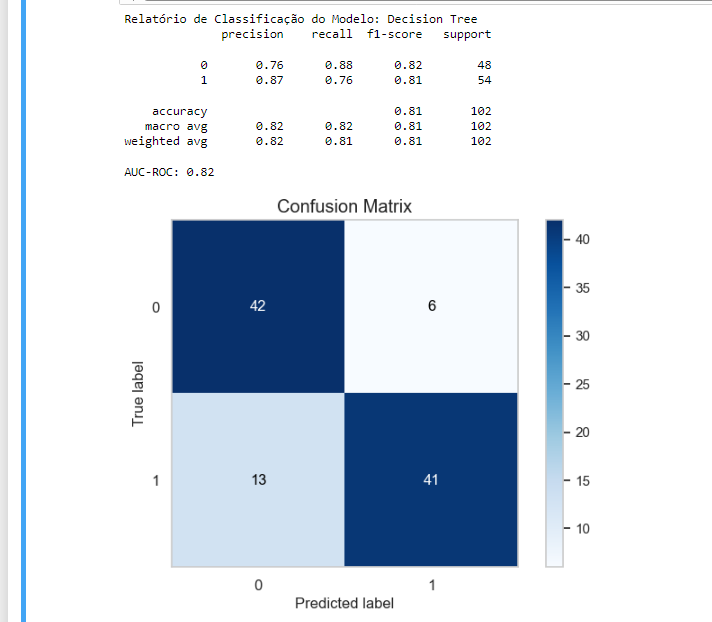 Relatório de Classificação do Modelo: Decision Tree
precision recall f1-score support
0 0.76 0.88 0.82 48
1 0.87 0.76 0.81 54
accuracy 0.81 102
macro avg 0.82 0.82 0.81 102
weighted avg 0.82 0.81 0.81 102
AUC-ROC: 0.82
Confusion Matrix
40
35
30
25
20
15
10
True label
0
42 6
1
13 41
0 1
Predicted label